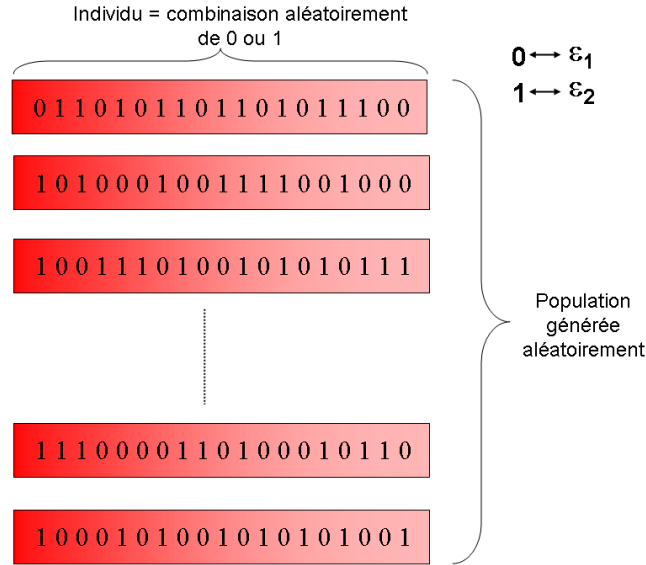 Individu = combinaison aléatoirement
de 0 ou 1
0 ↔ ε1
1 ↔ ε2
0 1 1 0 1 0 1 1 0 1 1 0 1 0 1 1 1 0 0
1 0 1 0 0 0 1 0 0 1 1 1 1 0 0 1 0 0 0
1 0 0 1 1 1 0 1 0 0 1 0 1 0 1 0 1 1 1
Population
générée
aléatoirement
1 1 1 0 0 0 0 1 1 0 1 0 0 0 1 0 1 1 0
1 0 0 0 1 0 1 0 0 1 0 1 0 1 0 1 0 0 1